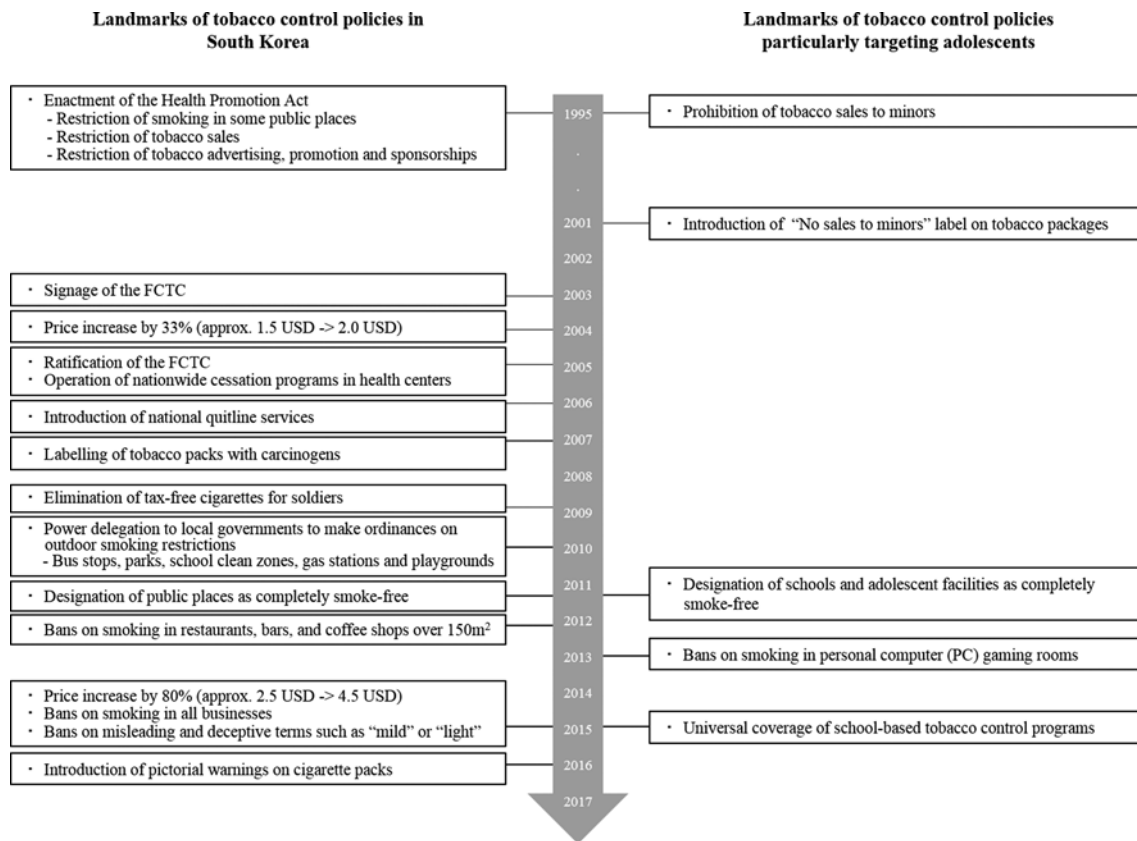 Landmarks of tobacco control policies in
South Korea
· Enactment of the Health Promotion Act
- Restriction of smoking in some public places
- Restriction of tobacco sales
- Restriction of tobacco advertising, promotion and sponsorships
· Signage of the FCTC
· Price increase by 33% (approx. 1.5 USD -> 2.0 USD)
· Ratification of the FCTC
· Operation of nationwide cessation programs in health centers
· Introduction of national quitline services
· Labelling of tobacco packs with carcinogens
· Elimination of tax-free cigarettes for soldiers
· Power delegation to local governments to make ordinances on
outdoor smoking restrictions
- Bus stops, parks, school clean zones, gas stations and playgrounds
· Designation of public places as completely smoke-free
· Bans on smoking in restaurants, bars, and coffee shops over 150m²
· Price increase by 80% (approx. 2.5 USD -> 4.5 USD)
· Bans on smoking in all businesses
· Bans on misleading and deceptive terms such as “mild” or “light”
· Introduction of pictorial warnings on cigarette packs
1995
.
.
2001
2002
2003
2004
2005
2006
2007
2008
2009
2010
2011
2012
2013
2014
2015
2016
2017
Landmarks of tobacco control policies
particularly targeting adolescents
· Prohibition of tobacco sales to minors
· Introduction of “No sales to minors” label on tobacco packages
· Designation of schools and adolescent facilities as completely
smoke-free
· Bans on smoking in personal computer (PC) gaming rooms
· Universal coverage of school-based tobacco control programs